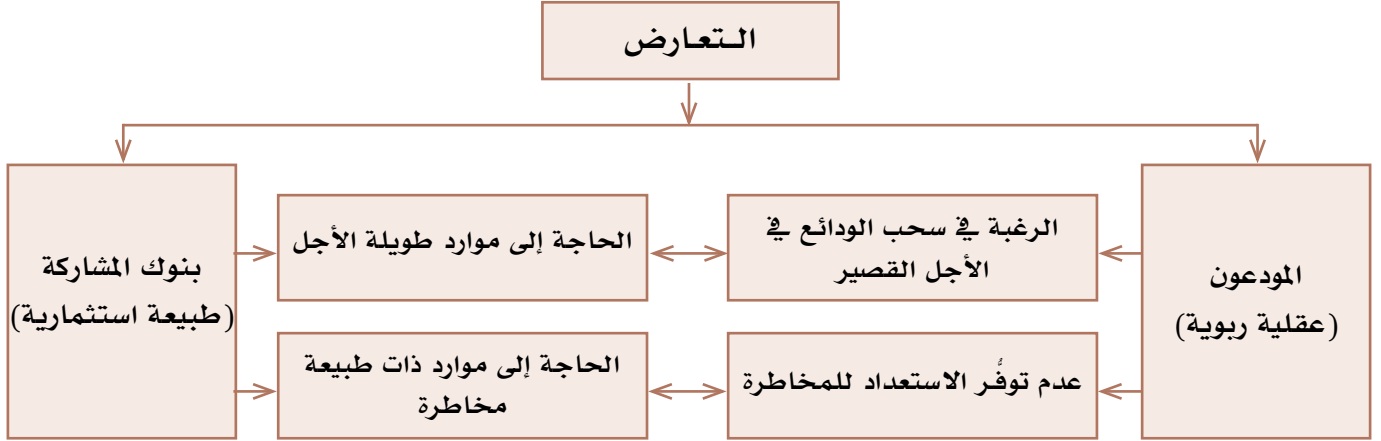 الـتعـارض
المودعون
(عقلية ربوية)
الرغبة في سحب الودائع في
الأجل القصير
الحاجة إلى موارد طويلة الأجل
بنوك المشاركة
(طبيعة استثمارية)
عدم توفُّر الاستعداد للمخاطرة
الحاجة إلى موارد ذات طبيعة
مخاطرة